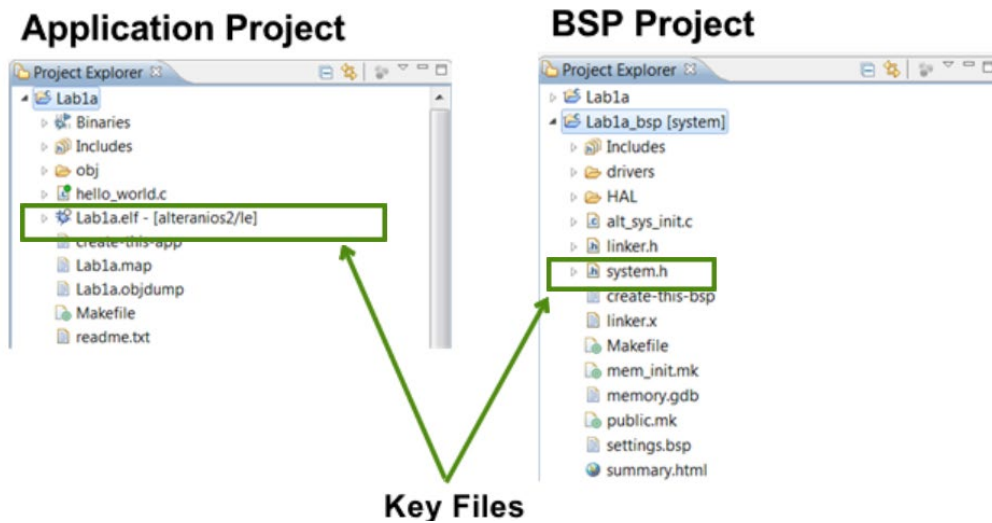 Application Project
Project Explorer
Lab1a
Binaries
Includes
obj
hello_world.c
Lab1a.elf - [alteranios2/le]
create-this-app
Lab1a.map
Lab1a.objdump
Makefile
readme.txt
BSP Project
Project Explorer
Lab1a
Lab1a_bsp [system]
Includes
drivers
HAL
alt_sys_init.c
linker.h
system.h
create-this-bsp
linker.x
Makefile
mem_init.mk
memory.gdb
public.mk
settings.bsp
summary.html
Key Files